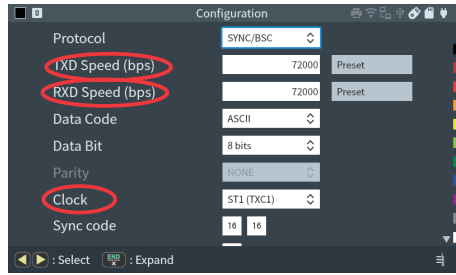 0 Configuration
Protocol SYNC/BSC
TXD Speed (bps) 72000 Preset
RXD Speed (bps) 72000 Preset
Data Code ASCII
Data Bit 8 bits
Parity NONE
Clock ST1 (TXC1)
Sync code 16 16
: Select END X : Expand